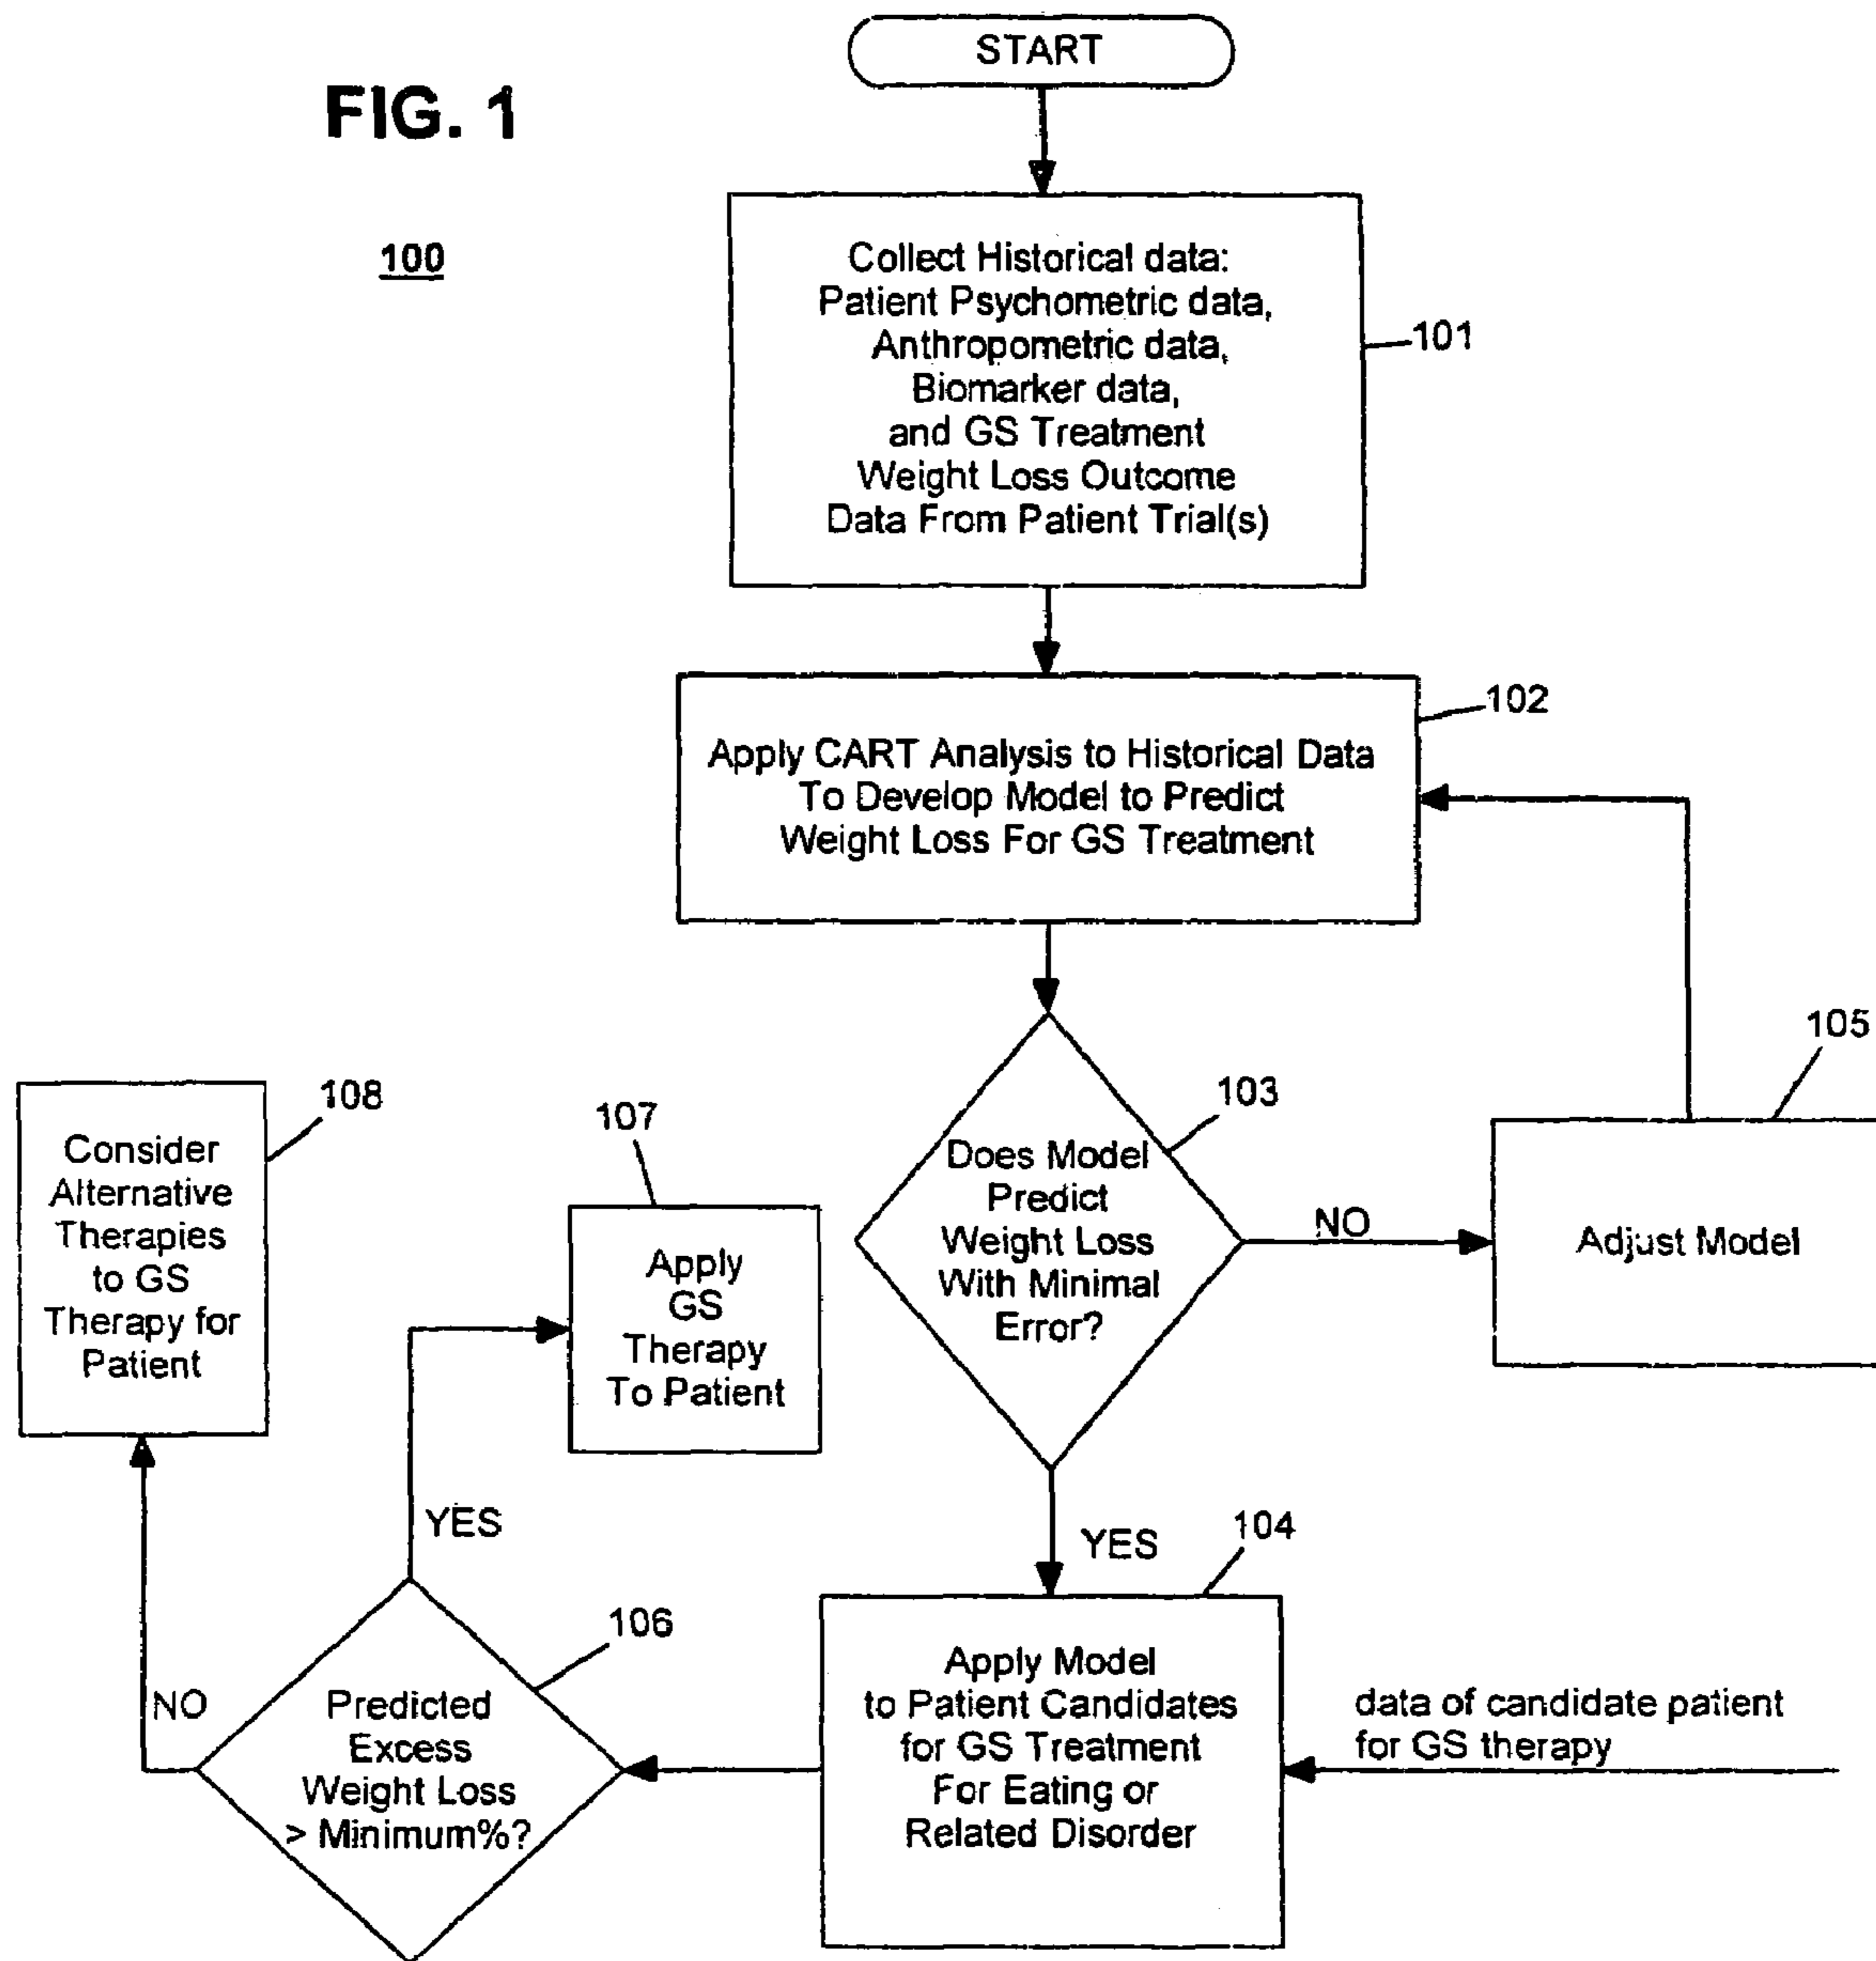 START
FIG. 1
100
Collect Historical data:
Patient Psychometric data,
Anthropometric data,
Biomarker data,
and GS Treatment
Weight Loss Outcome
Data From Patient Trial(s)
101
Apply CART Analysis to Historical Data
To Develop Model to Predict
Weight Loss For GS Treatment
102
Does Model
Predict
Weight Loss
With Minimal
Error?
103
NO
Adjust Model
105
YES
Apply Model
to Patient Candidates
for GS Treatment
For Eating or
Related Disorder
104
data of candidate patient
for GS therapy
Predicted
Excess
Weight Loss
> Minimum%?
106
YES
Apply
GS
Therapy
To Patient
107
NO
Consider
Alternative
Therapies
to GS
Therapy for
Patient
108